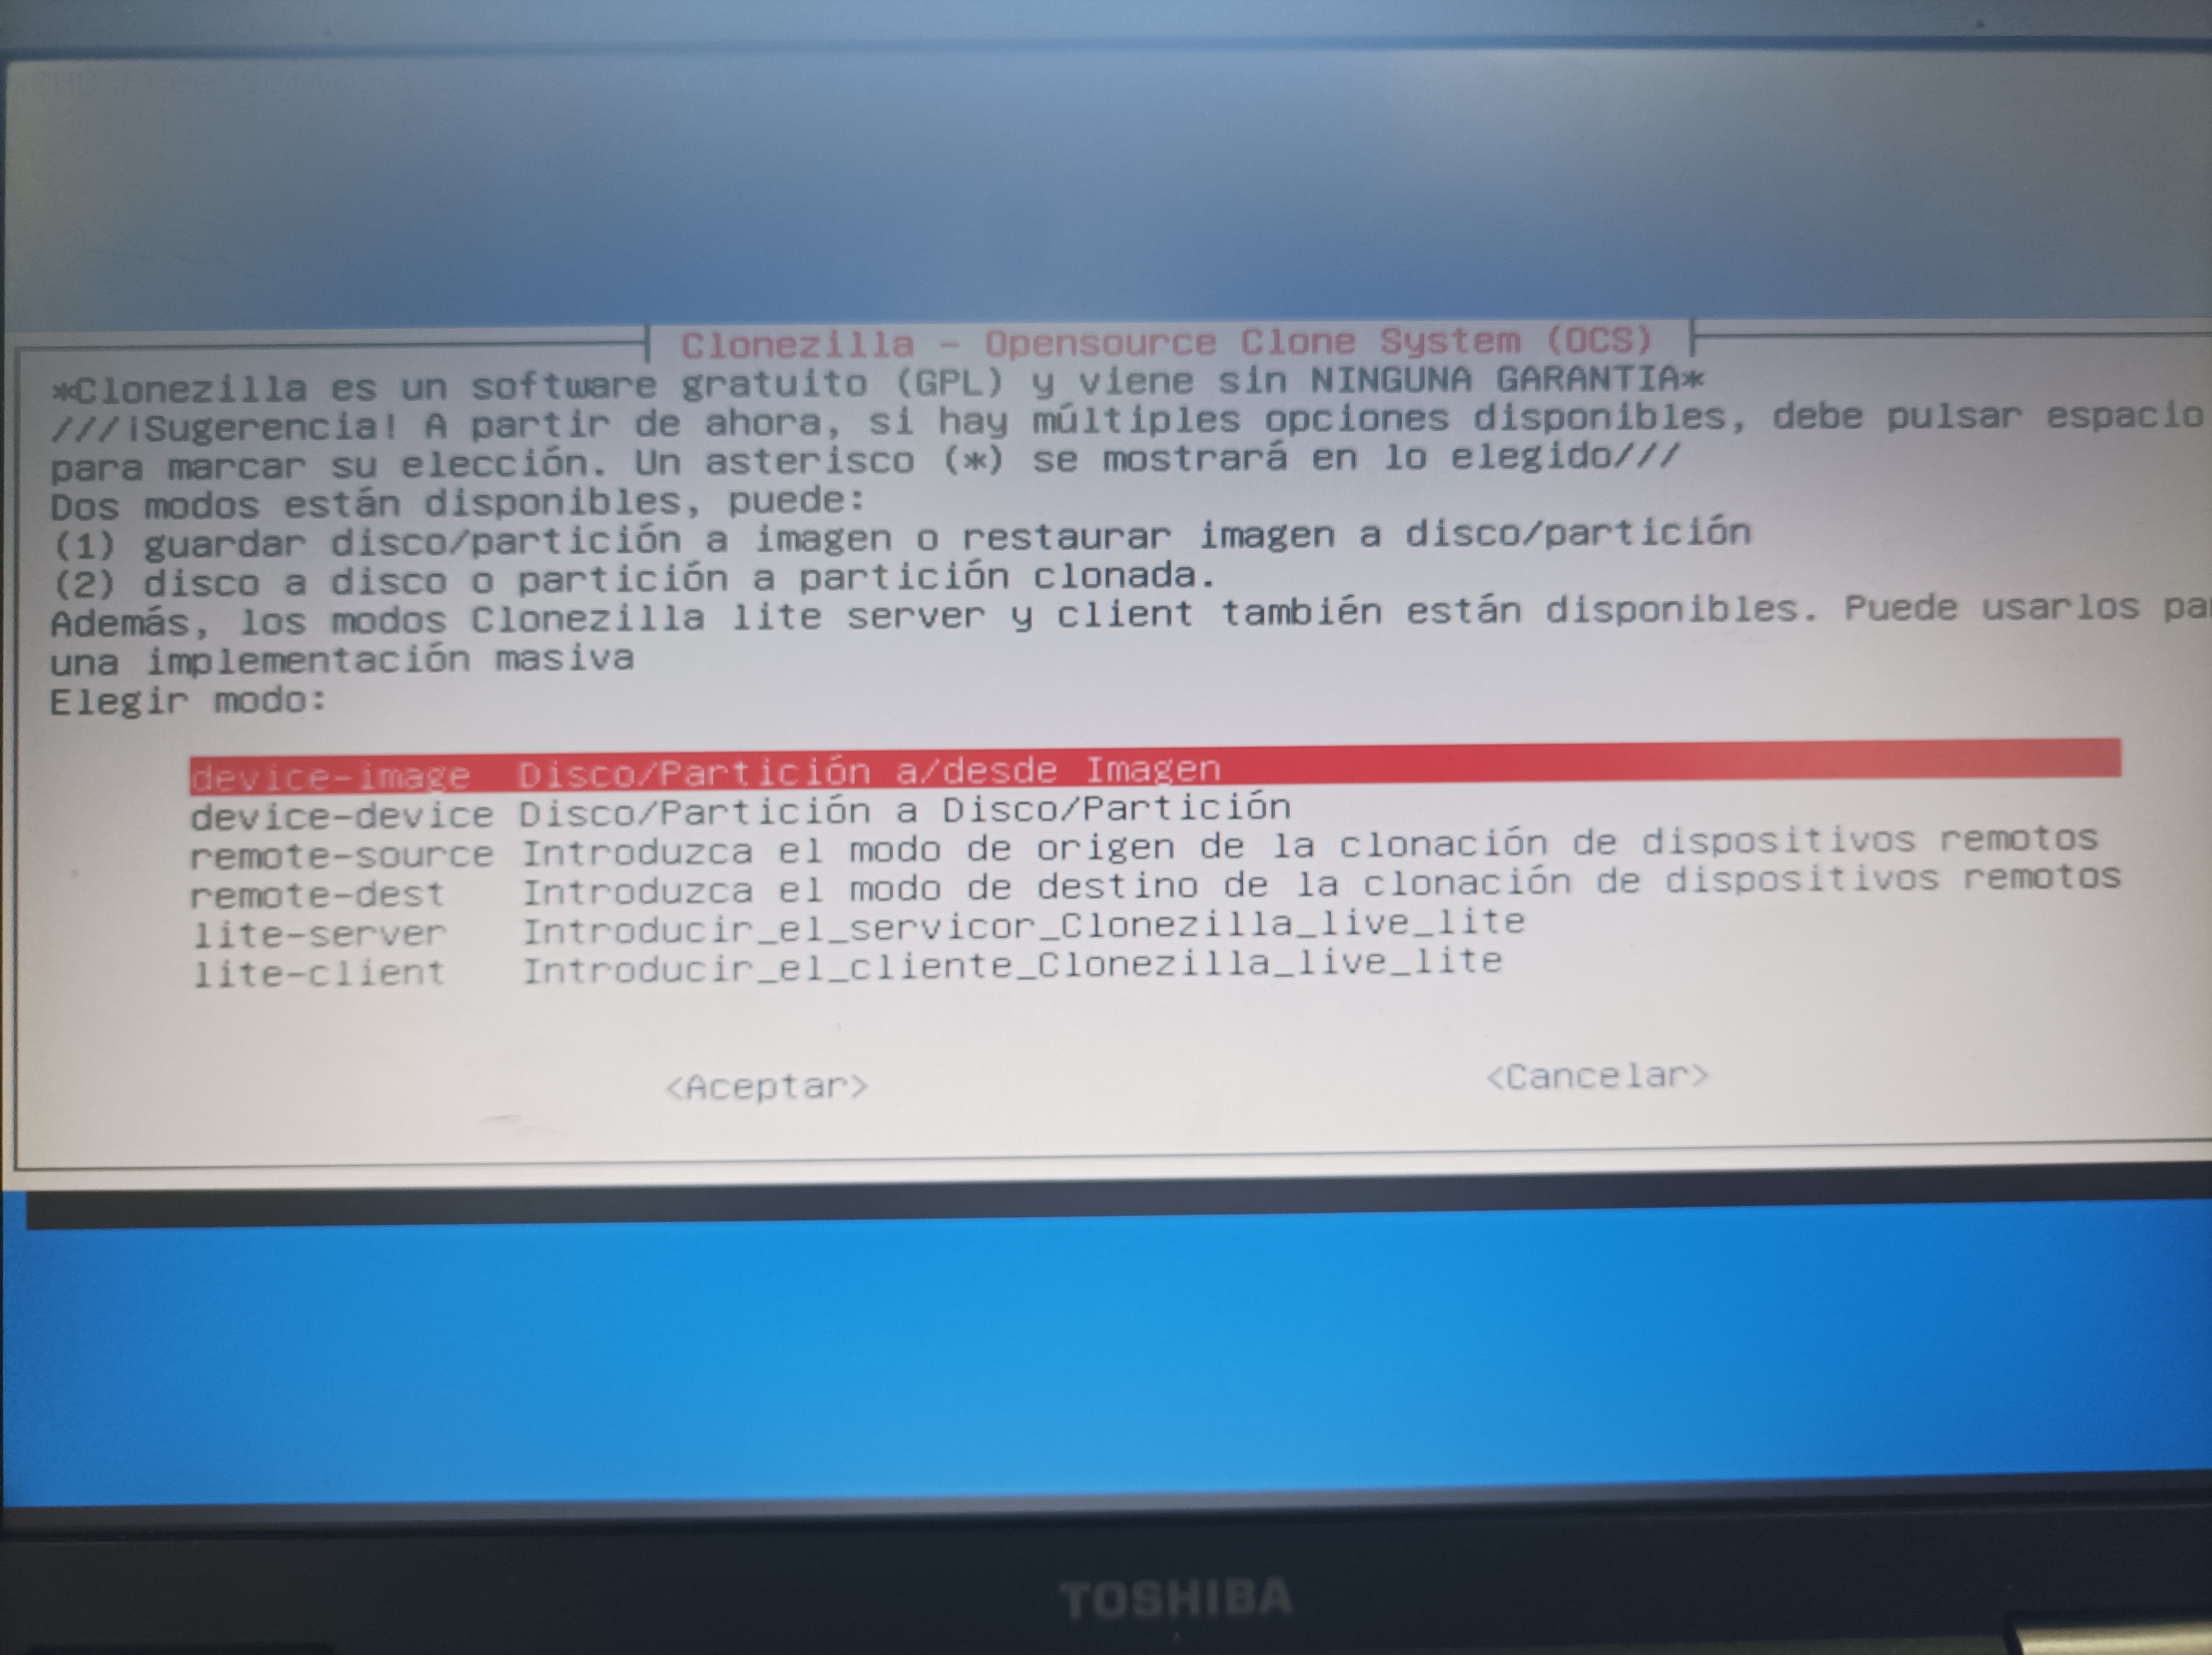 Clonezilla - Opensource Clone System (OCS)
*Clonezilla es un software gratuito (GPL) y viene sin NINGUNA GARANTIA*
///¡Sugerencia! A partir de ahora, si hay múltiples opciones disponibles, debe pulsar espacio
para marcar su elección. Un asterisco (*) se mostrará en lo elegido///
Dos modos están disponibles, puede:
(1) guardar disco/partición a imagen o restaurar imagen a disco/partición
(2) disco a disco o partición a partición clonada.
Además, los modos Clonezilla lite server y client también están disponibles. Puede usarlos pa
una implementación masiva
Elegir modo:
device-image Disco/Partición a/desde Imagen
device-device Disco/Partición a Disco/Partición
remote-source Introduzca el modo de origen de la clonación de dispositivos remotos
remote-dest Introduzca el modo de destino de la clonación de dispositivos remotos
lite-server Introducir_el_servicor_Clonezilla_live_lite
lite-client Introducir_el_cliente_Clonezilla_live_lite
<Aceptar> <Cancelar>
TOSHIBA